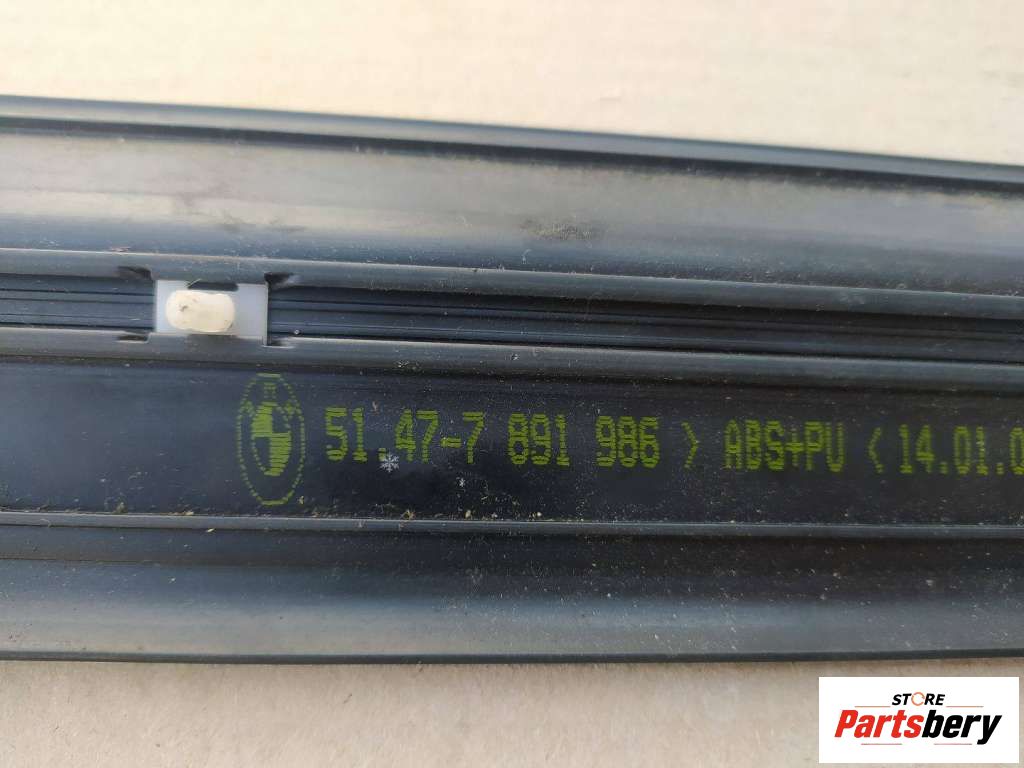 51.47-7 891 986 > ABS+PU < 14.01.0
STORE
Partsbery